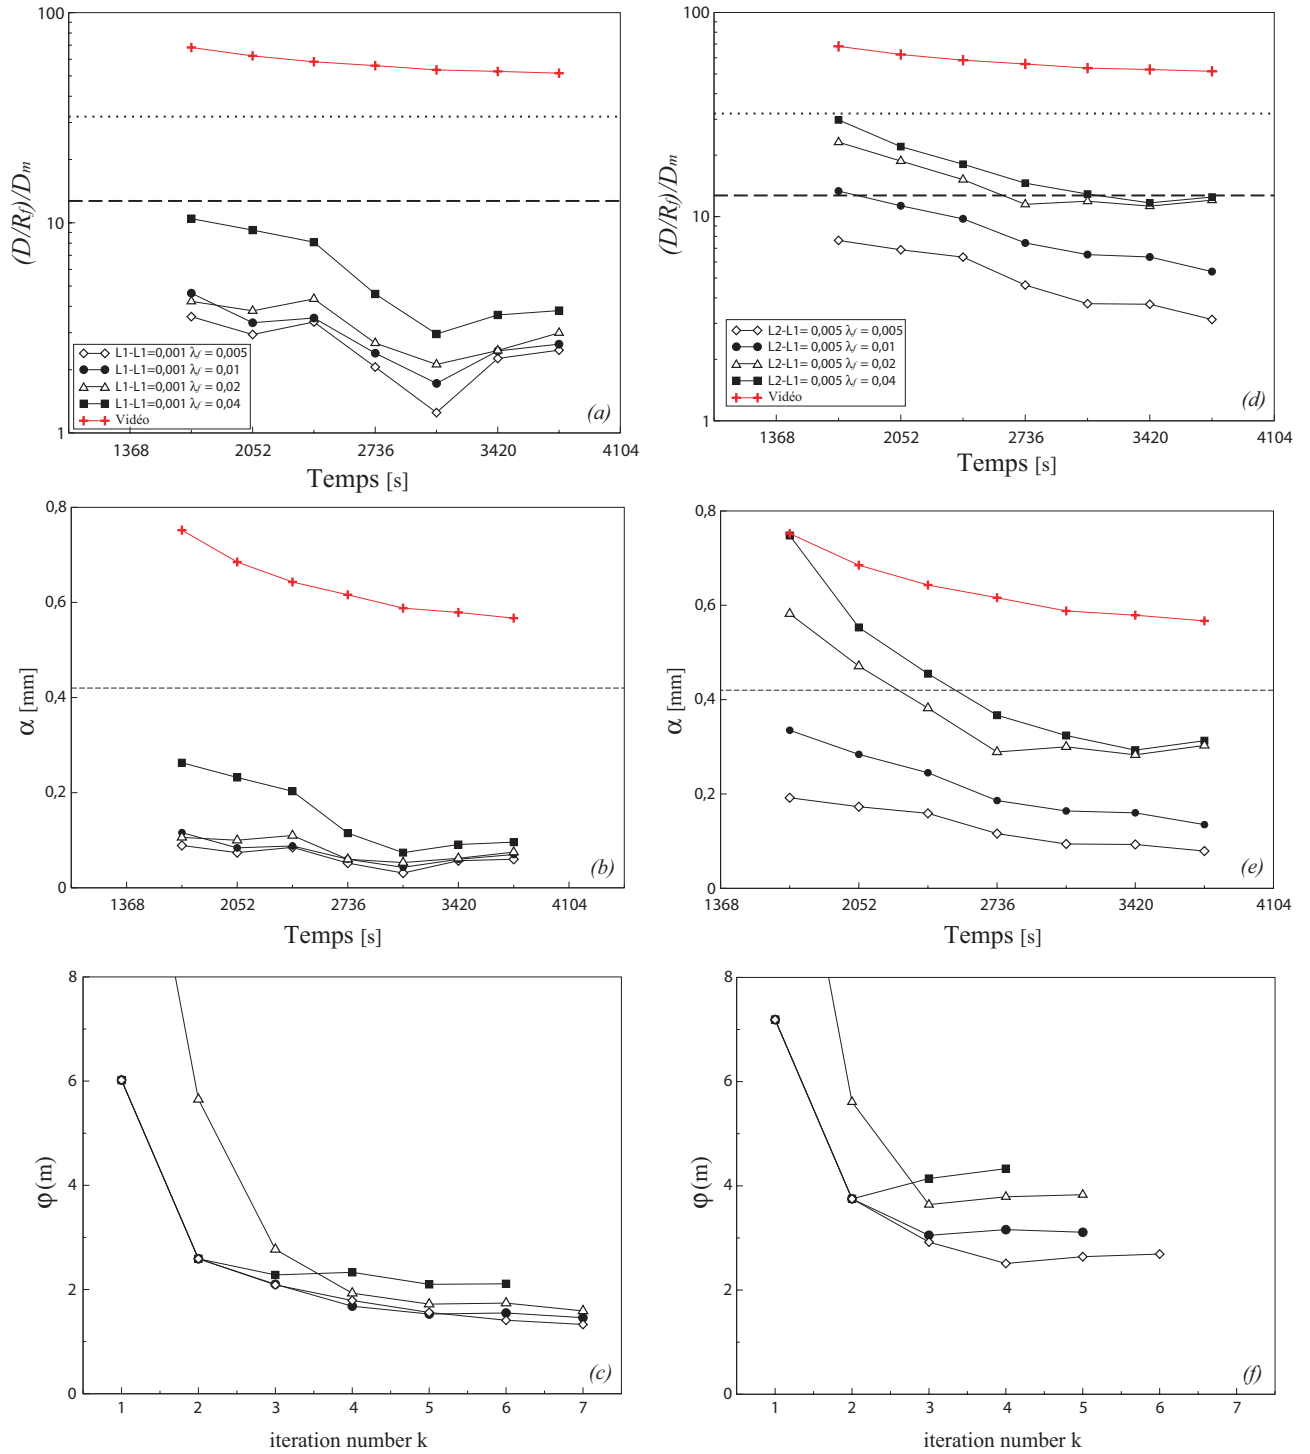 100
10
1
(D/R_f)/D_m
L1-L1=0,001 λ_f = 0,005
L1-L1=0,001 λ_f = 0,01
L1-L1=0,001 λ_f = 0,02
L1-L1=0,001 λ_f = 0,04
Vidéo
(a)
1368 2052 2736 3420 4104
Temps [s]
100
10
1
(D/R_f)/D_m
L2-L1= 0,005 λ_f = 0,005
L2-L1= 0,005 λ_f = 0,01
L2-L1= 0,005 λ_f = 0,02
L2-L1= 0,005 λ_f = 0,04
Vidéo
(d)
1368 2052 2736 3420 4104
Temps [s]
0,8
0,6
0,4
0,2
0
α [mm]
(b)
1368 2052 2736 3420 4104
Temps [s]
0,8
0,6
0,4
0,2
0
α [mm]
(e)
1368 2052 2736 3420 4104
Temps [s]
8
6
4
2
0
φ(m)
(c)
1 2 3 4 5 6 7
iteration number k
8
6
4
2
0
φ(m)
(f)
1 2 3 4 5 6 7
iteration number k